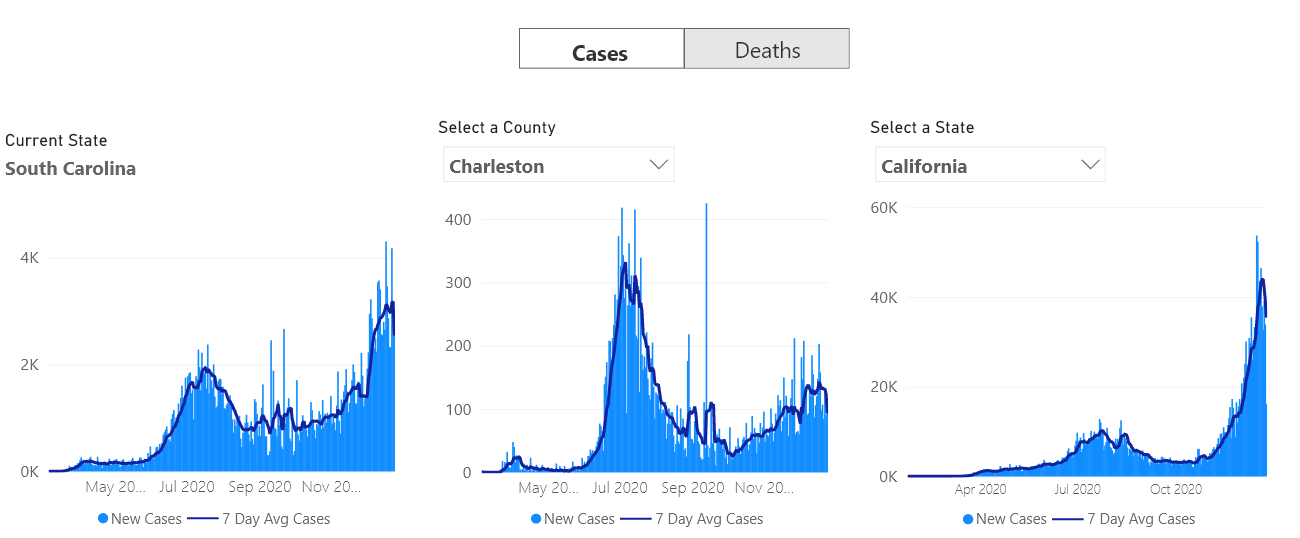 Cases Deaths
Current State
South Carolina
4K
2K
0K
May 20... Jul 2020 Sep 2020 Nov 20...
New Cases 7 Day Avg Cases
Select a County
Charleston
400
300
200
100
0
May 20... Jul 2020 Sep 2020 Nov 20...
New Cases 7 Day Avg Cases
Select a State
California
60K
40K
20K
0K
Apr 2020 Jul 2020 Oct 2020
New Cases 7 Day Avg Cases